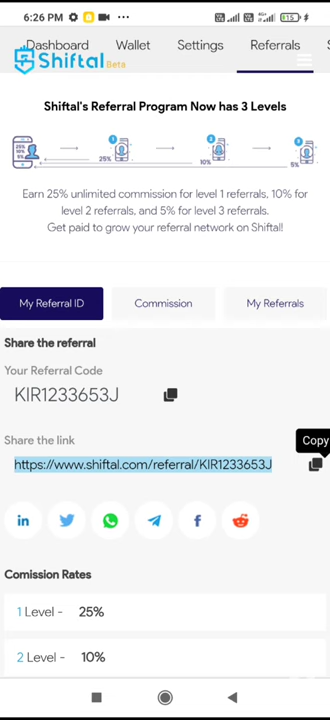 6:26 PM
15
Dashboard Wallet Settings Referrals
Shiftal Beta
Shiftal's Referral Program Now has 3 Levels
25%
10%
5%
25%
10%
5%
Earn 25% unlimited commission for level 1 referrals, 10% for
level 2 referrals, and 5% for level 3 referrals.
Get paid to grow your referral network on Shiftal!
My Referral ID Commission My Referrals
Share the referral
Your Referral Code
KIR1233653J
Share the link
Copy
https://www.shiftal.com/referral/KIR1233653J
Comission Rates
1 Level - 25%
2 Level - 10%